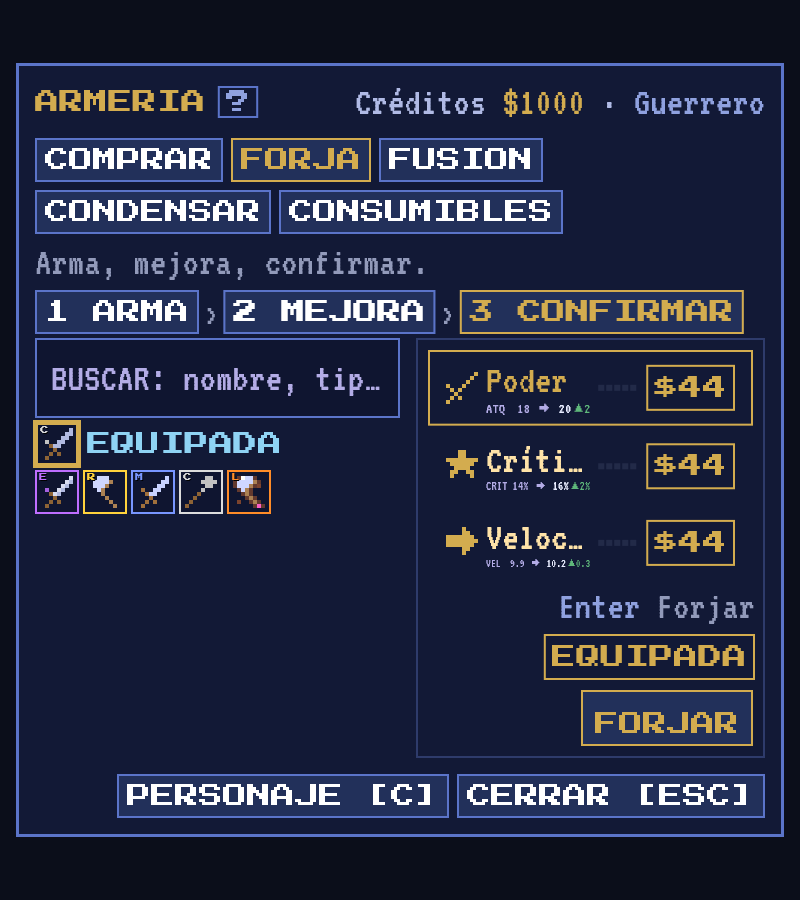 ARMERIA ? Créditos $1000 · Guerrero
COMPRAR FORJA FUSION
CONDENSAR CONSUMIBLES
Arma, mejora, confirmar.
1 ARMA › 2 MEJORA › 3 CONFIRMAR
BUSCAR: nombre, tip…
C EQUIPADA
E R M C L
Poder $44
ATQ 18 → 20 ▲2
Críti… $44
CRIT 14% → 16% ▲2%
Veloc… $44
VEL 9.9 → 10.2 ▲0.3
Enter Forjar
EQUIPADA
FORJAR
PERSONAJE [C] CERRAR [ESC]